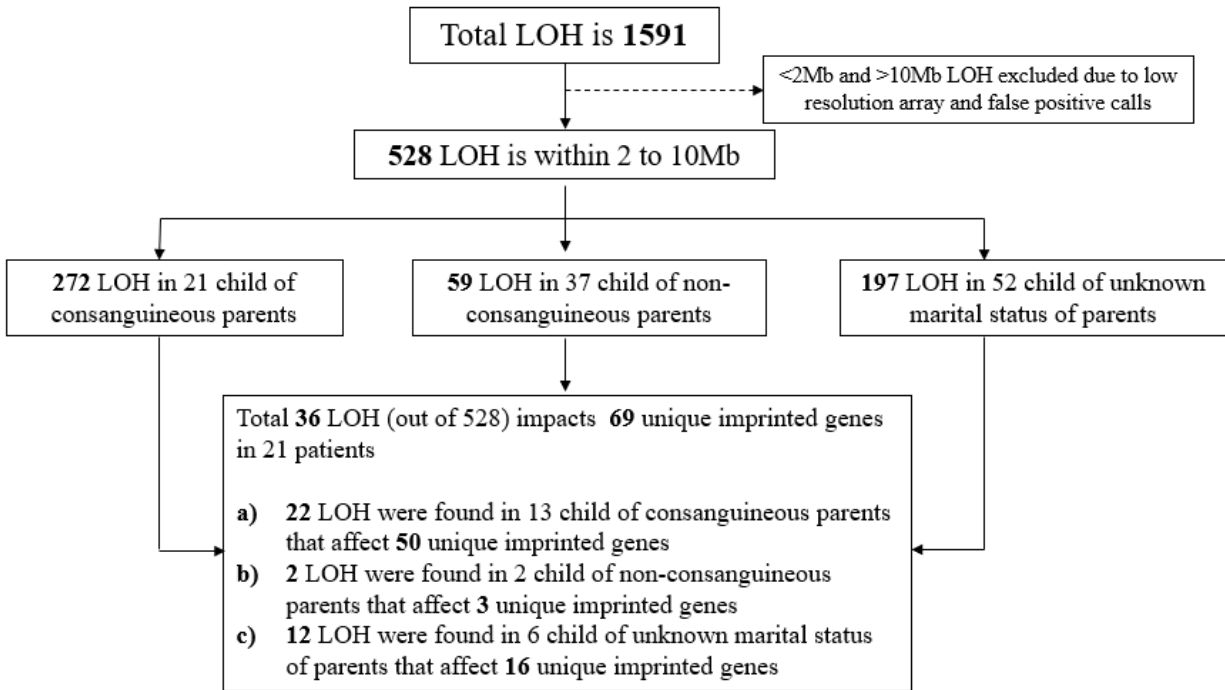 Total LOH is 1591
<2Mb and >10Mb LOH excluded due to low
resolution array and false positive calls
528 LOH is within 2 to 10Mb
272 LOH in 21 child of
consanguineous parents
59 LOH in 37 child of non-
consanguineous parents
197 LOH in 52 child of unknown
marital status of parents
Total 36 LOH (out of 528) impacts 69 unique imprinted genes
in 21 patients
a) 22 LOH were found in 13 child of consanguineous parents
that affect 50 unique imprinted genes
b) 2 LOH were found in 2 child of non-consanguineous
parents that affect 3 unique imprinted genes
c) 12 LOH were found in 6 child of unknown marital status
of parents that affect 16 unique imprinted genes